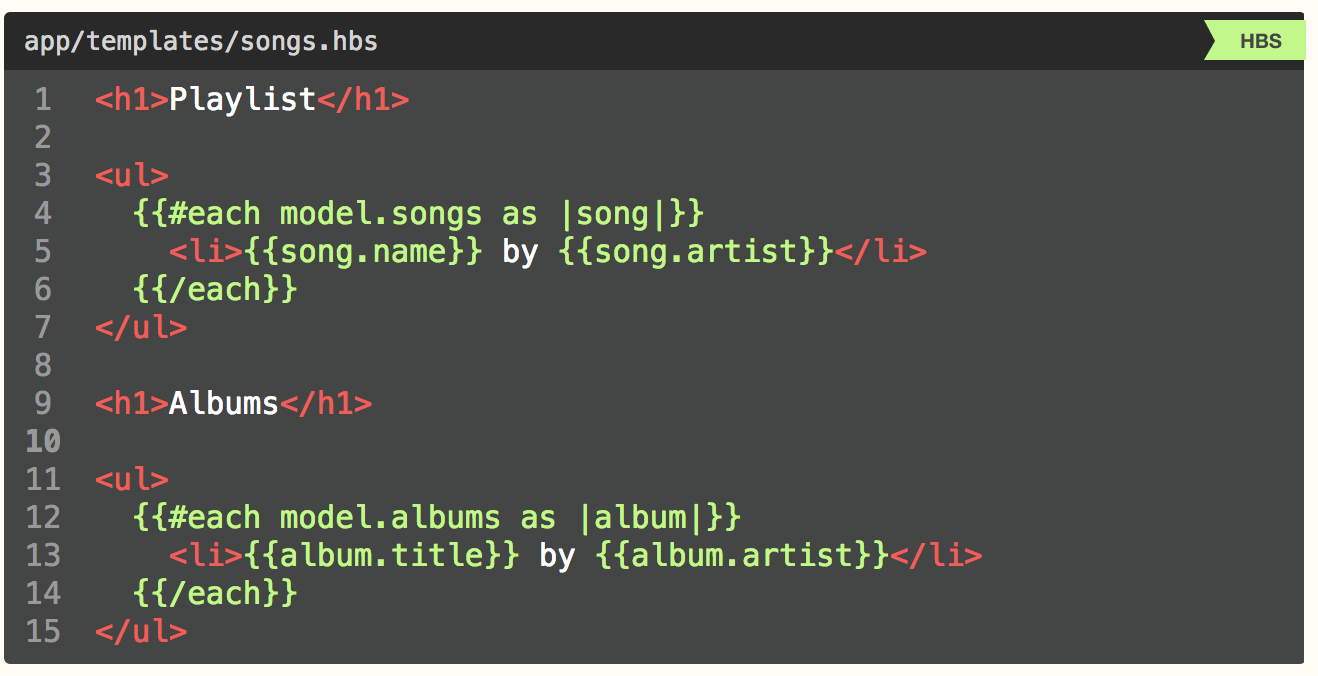 app/templates/songs.hbs
HBS
1 <h1>Playlist</h1>
2
3 <ul>
4   {{#each model.songs as |song|}}
5     <li>{{song.name}} by {{song.artist}}</li>
6   {{/each}}
7 </ul>
8
9 <h1>Albums</h1>
10
11 <ul>
12   {{#each model.albums as |album|}}
13     <li>{{album.title}} by {{album.artist}}</li>
14   {{/each}}
15 </ul>